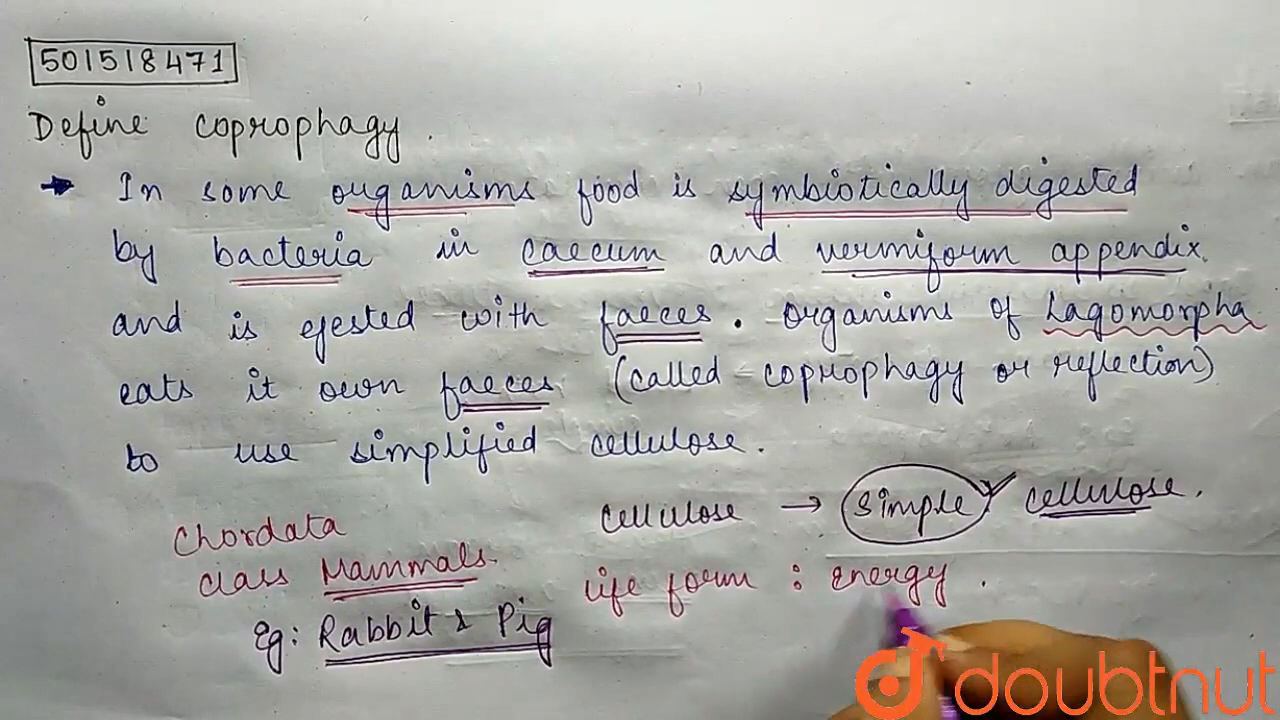 501518471
Define coprophagy.
In some organisms food is symbiotically digested
by bacteria in caecum and vermiform appendix.
and is ejested with faeces. Organisms of Lagomorpha
eats it own faeces (called coprophagy or reflection)
to use simplified cellulose.
cellulose → simple cellulose.
Chordata
class Mammals.
life form : energy.
Eg: Rabbit & Pig
doubtnut